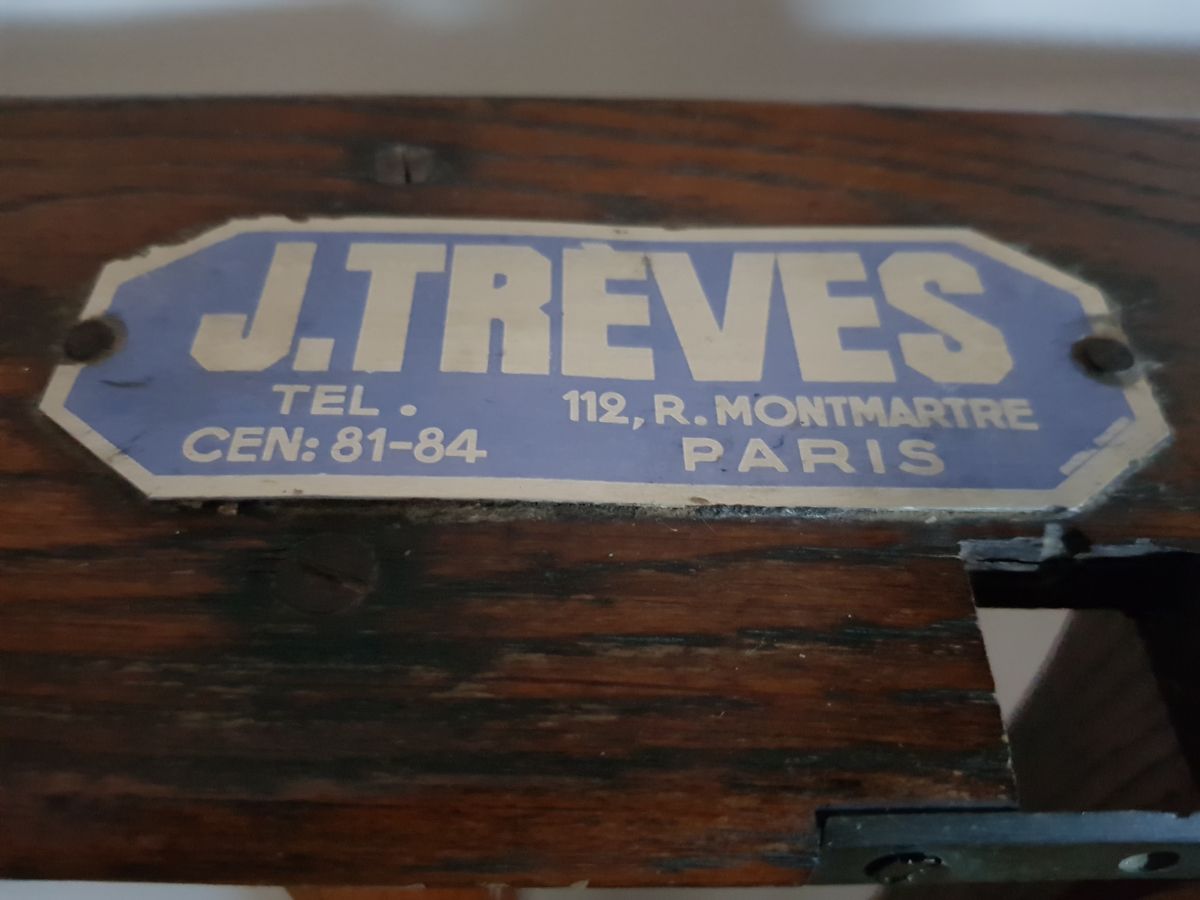 J. TRÈVES
TEL.
CEN: 81-84
112, R. MONTMARTRE
PARIS